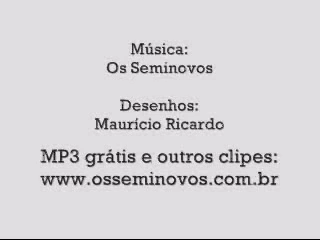 Música:
Os Seminovos
Desenhos:
Maurício Ricardo
MP3 grátis e outros clipes:
www.osseminovos.com.br